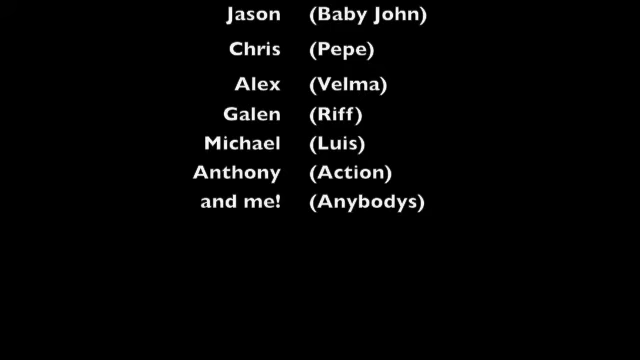 Jason (Baby John)
Chris (Pepe)
Alex (Velma)
Galen (Riff)
Michael (Luis)
Anthony (Action)
and me! (Anybodys)